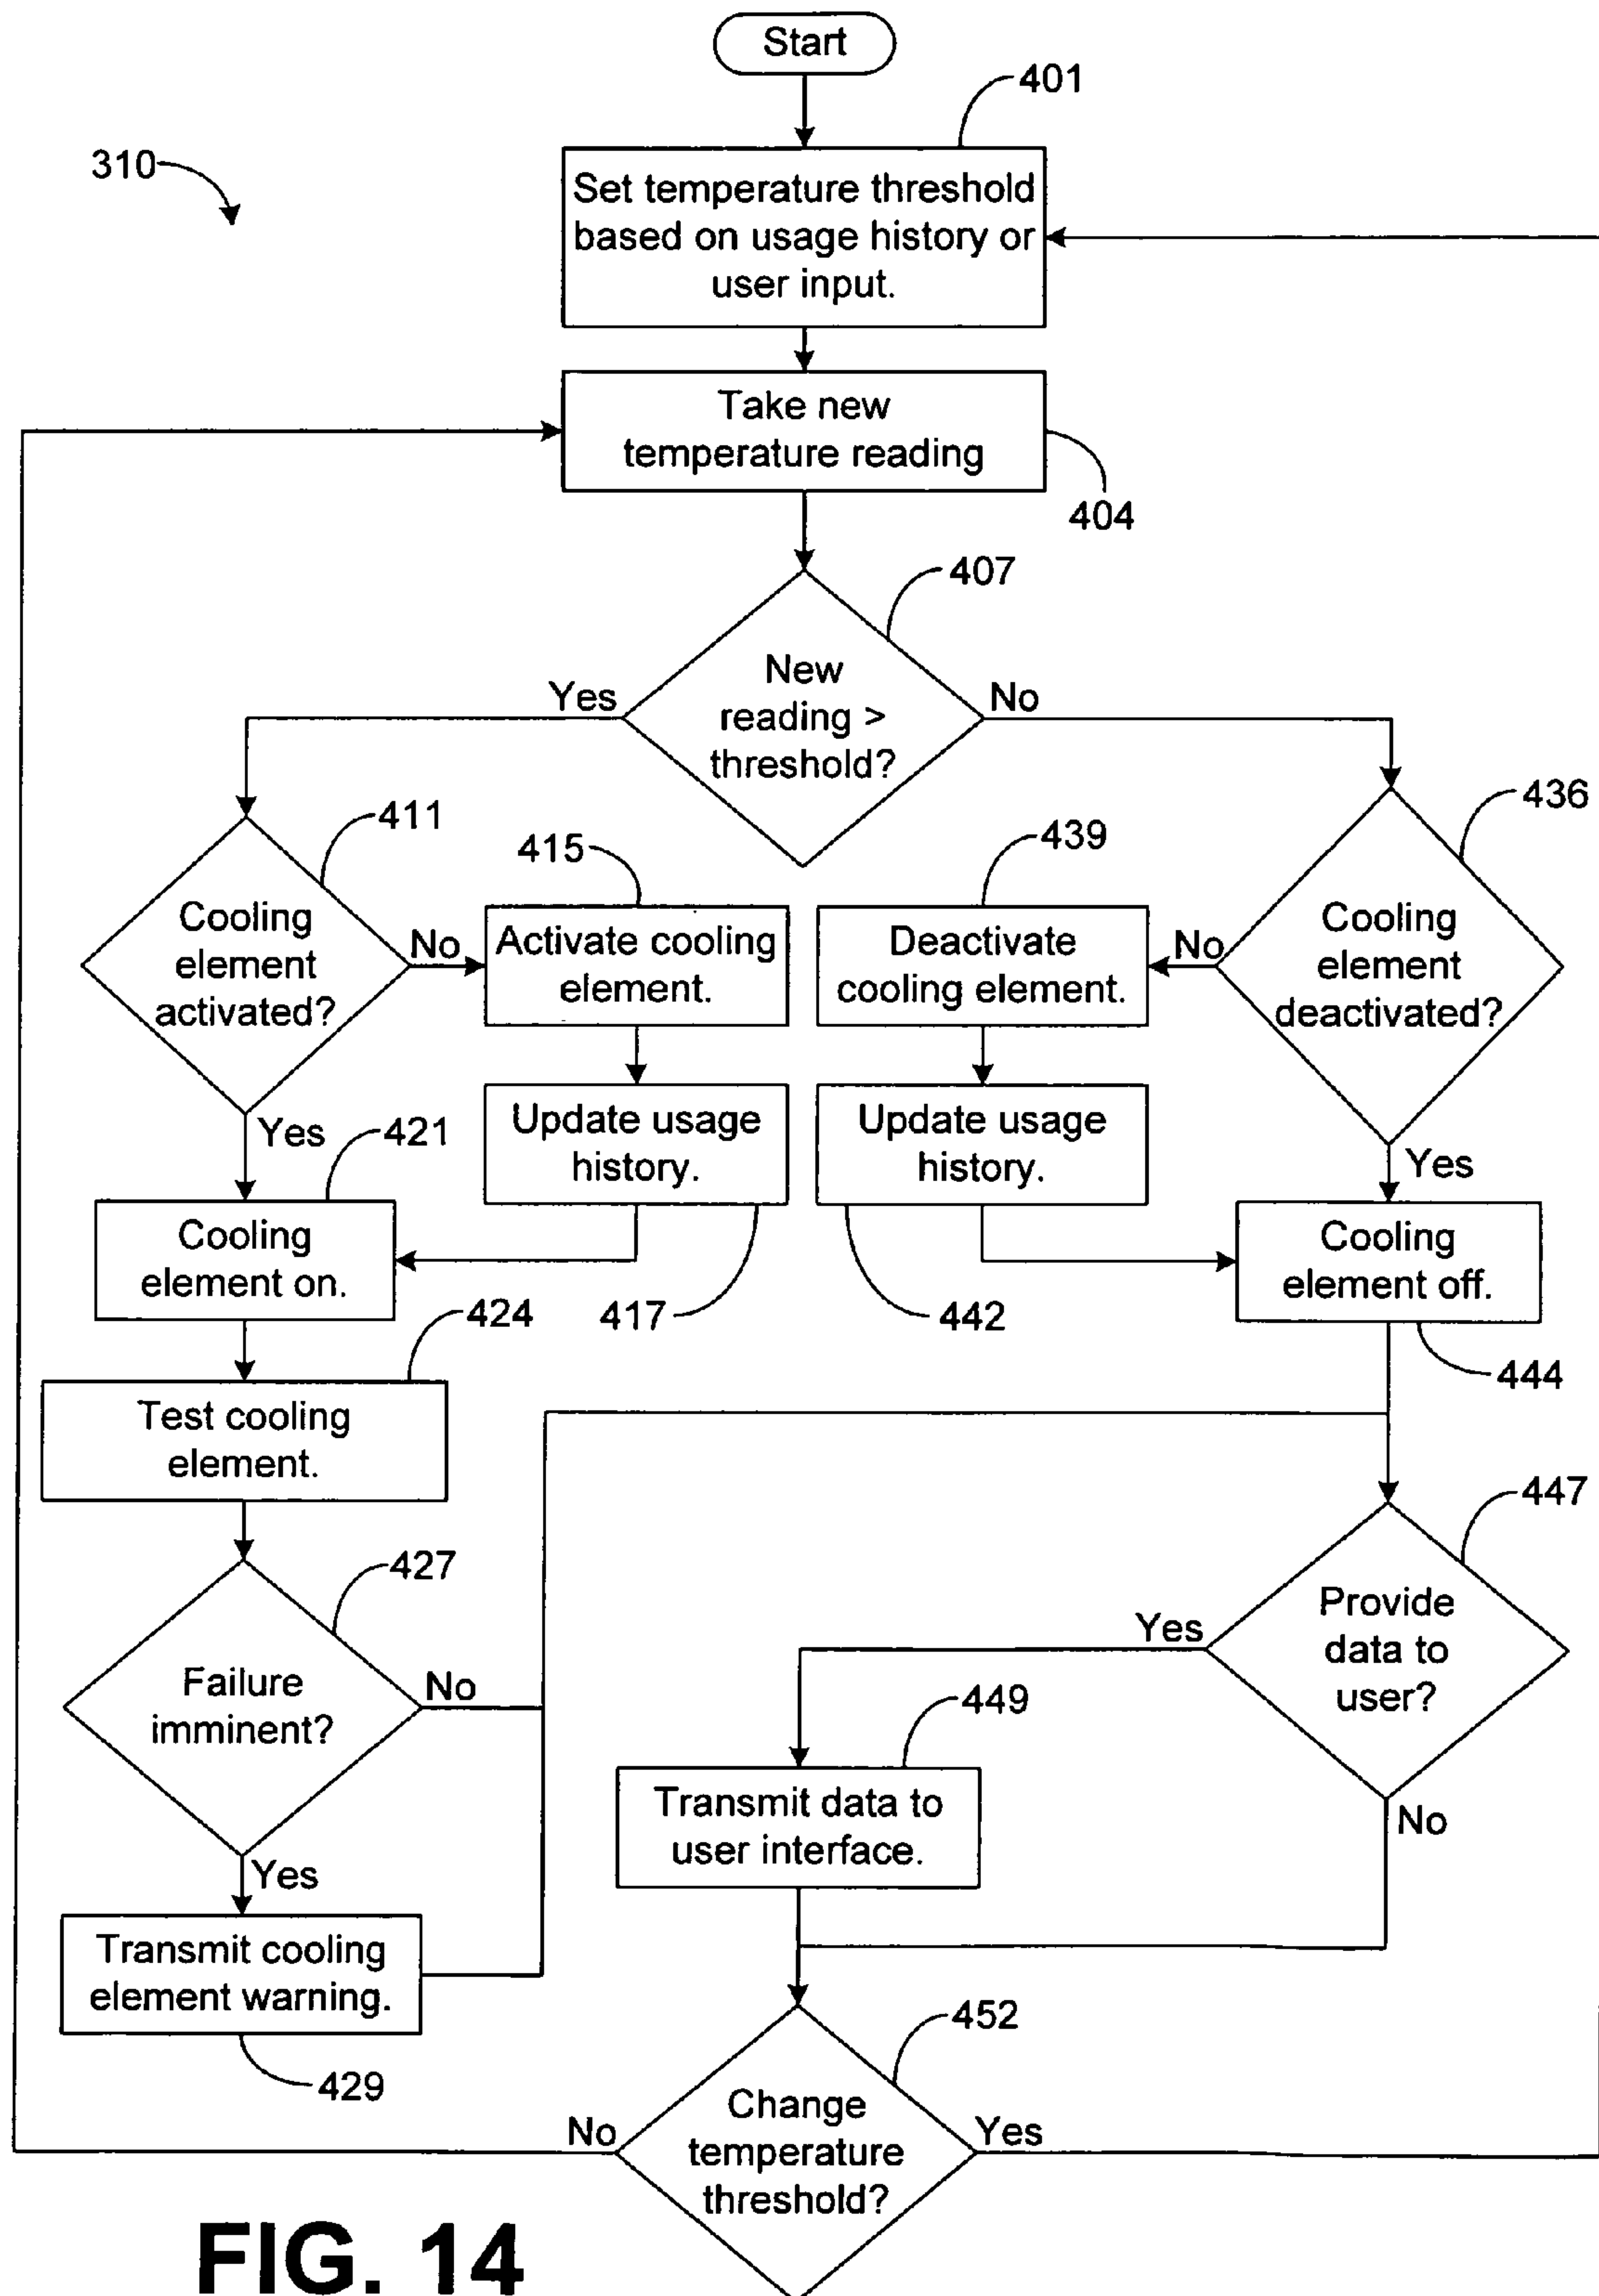 Start
401
310
Set temperature threshold
based on usage history or
user input.
Take new
temperature reading
404
407
New
reading >
threshold?
Yes
No
411
415
439
436
Cooling
element
activated?
No
Activate cooling
element.
Deactivate
cooling element.
No
Cooling
element
deactivated?
Yes
421
Update usage
history.
Update usage
history.
Yes
Cooling
element on.
417
442
Cooling
element off.
444
424
Test cooling
element.
427
Failure
imminent?
No
Yes
Transmit cooling
element warning.
429
447
Provide
data to
user?
Yes
No
449
Transmit data to
user interface.
452
Change
temperature
threshold?
No
Yes
FIG. 14